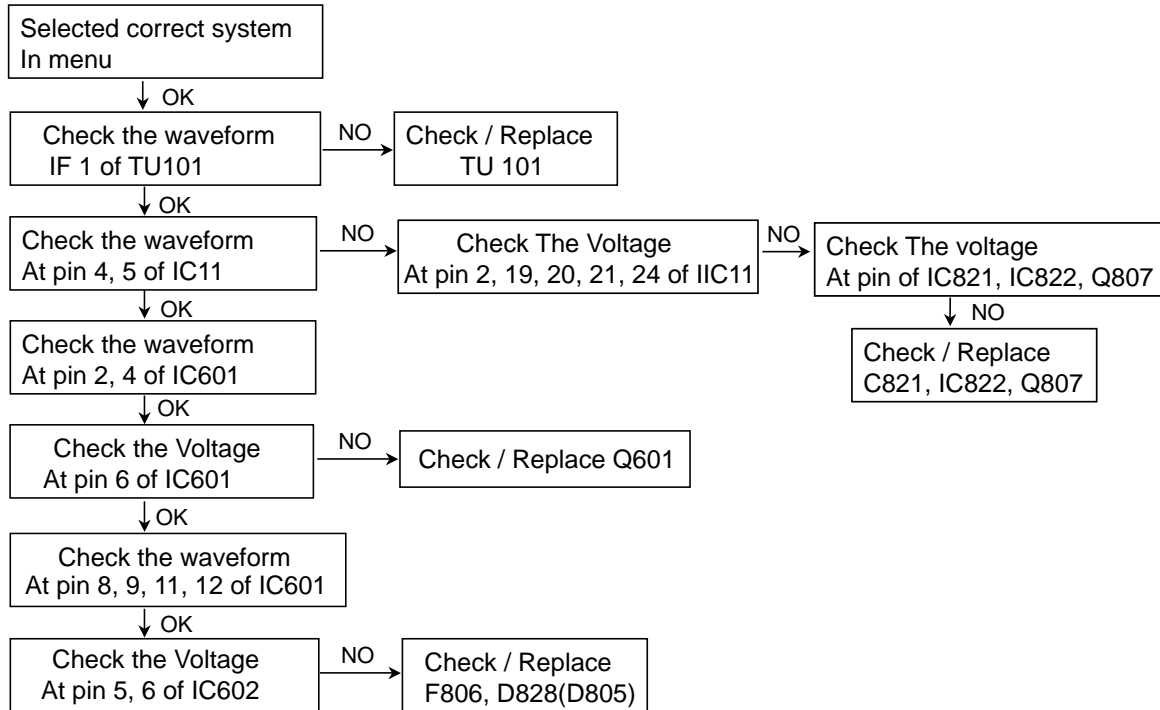 Selected correct system
In menu
OK
Check the waveform
IF 1 of TU101
NO
Check / Replace
TU 101
OK
Check the waveform
At pin 4, 5 of IC11
NO
Check The Voltage
At pin 2, 19, 20, 21, 24 of IIC11
NO
Check The voltage
At pin of IC821, IC822, Q807
NO
Check / Replace
C821, IC822, Q807
OK
Check the waveform
At pin 2, 4 of IC601
OK
Check the Voltage
At pin 6 of IC601
NO
Check / Replace Q601
OK
Check the waveform
At pin 8, 9, 11, 12 of IC601
OK
Check the Voltage
At pin 5, 6 of IC602
NO
Check / Replace
F806, D828(D805)